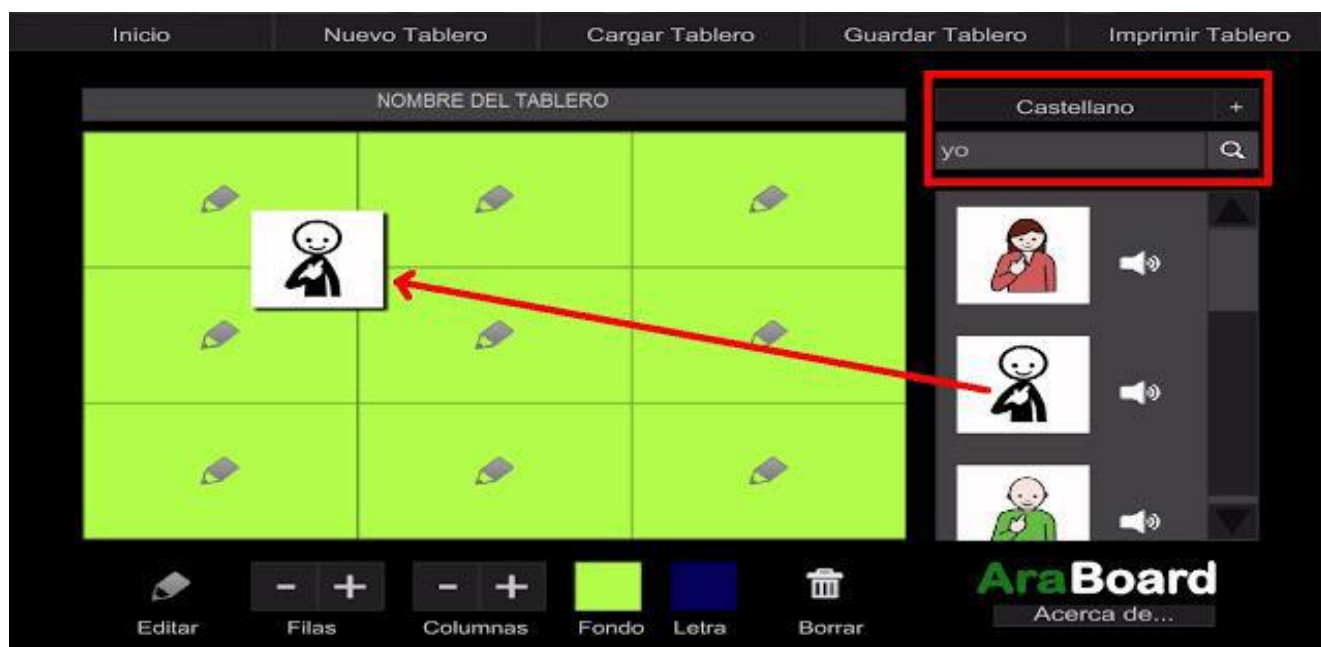 Inicio Nuevo Tablero Cargar Tablero Guardar Tablero Imprimir Tablero
NOMBRE DEL TABLERO
Castellano +
yo
- + - +
Editar Filas Columnas Fondo Letra Borrar
AraBoard
Acerca de...